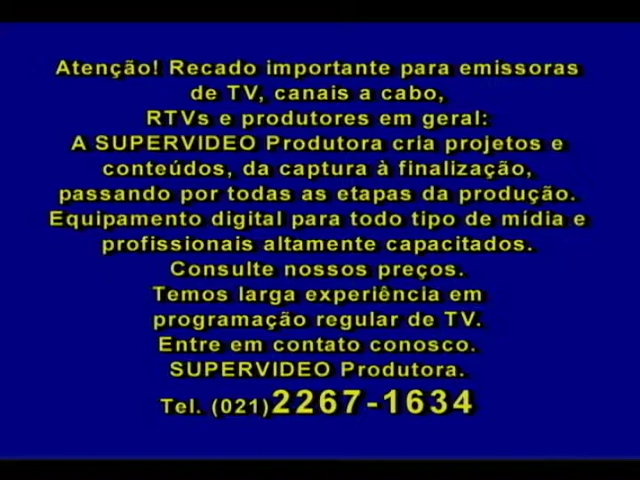 Atenção! Recado importante para emissoras
de TV, canais a cabo,
RTVs e produtores em geral:
A SUPERVIDEO Produtora cria projetos e
conteúdos, da captura à finalização,
passando por todas as etapas da produção.
Equipamento digital para todo tipo de mídia e
profissionais altamente capacitados.
Consulte nossos preços.
Temos larga experiência em
programação regular de TV.
Entre em contato conosco.
SUPERVIDEO Produtora.
Tel. (021)2267-1634